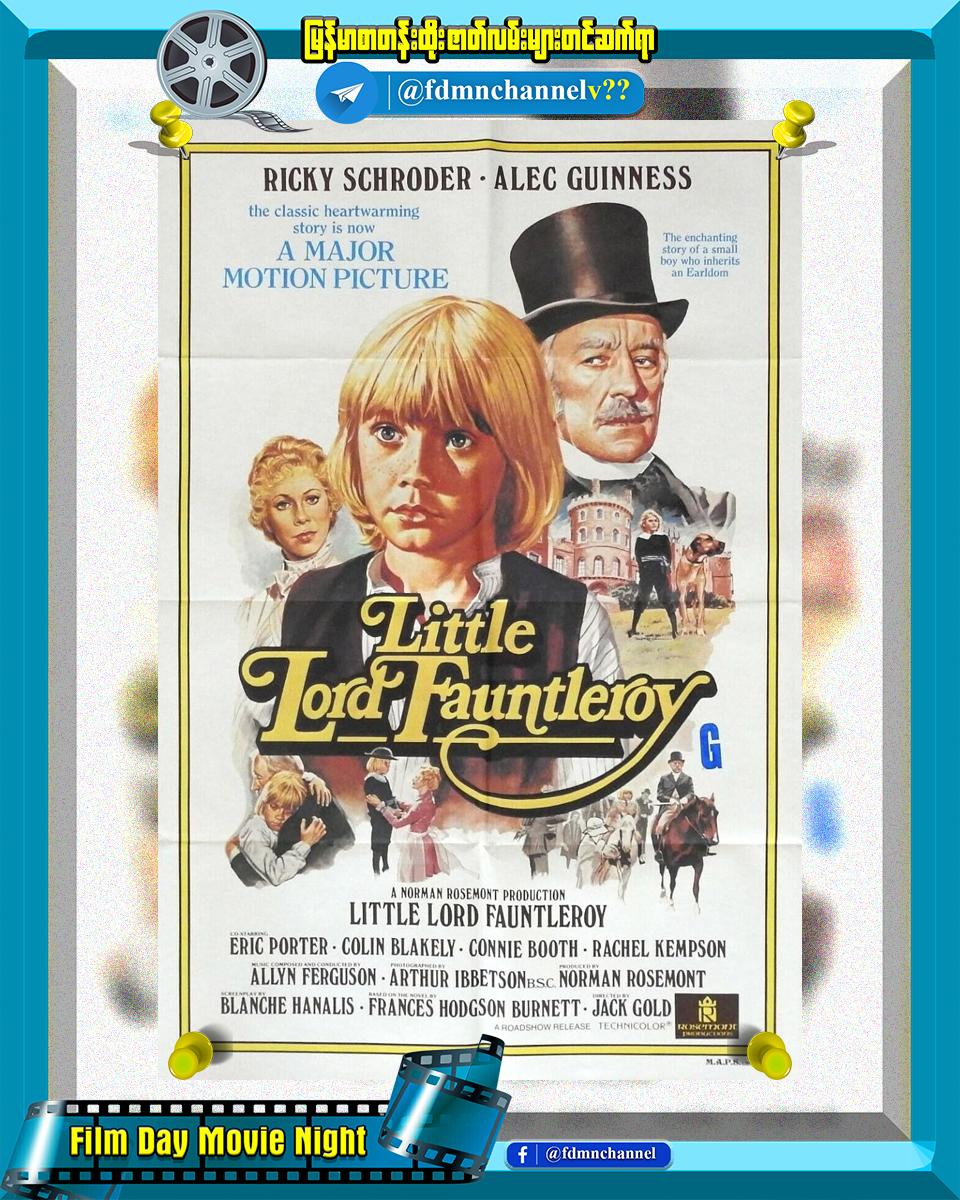 မြန်မာစာတန်းထိုးဇာတ်လမ်းများတင်ဆက်ရာ
@fdmnchannelv??
RICKY SCHRODER · ALEC GUINNESS
the classic heartwarming
story is now
A MAJOR
MOTION PICTURE
The enchanting
story of a small
boy who inherits
an Earldom
Little
Lord Fauntleroy
G
A NORMAN ROSEMONT PRODUCTION
LITTLE LORD FAUNTLEROY
CO-STARRING
ERIC PORTER · COLIN BLAKELY · CONNIE BOOTH · RACHEL KEMPSON
MUSIC COMPOSED AND CONDUCTED BY PHOTOGRAPHED BY PRODUCED BY
ALLYN FERGUSON · ARTHUR IBBETSON B.S.C. NORMAN ROSEMONT
SCREENPLAY BY BASED ON THE NOVEL BY DIRECTED BY
BLANCHE HANALIS · FRANCES HODGSON BURNETT · JACK GOLD
A ROADSHOW RELEASE TECHNICOLOR®
ROSEMONT
PRODUCTIONS
M.A.P.S.
Film Day Movie Night
@fdmnchannel